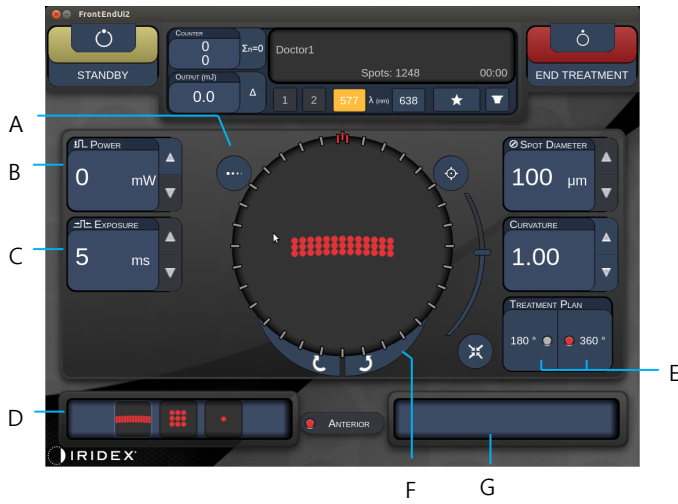 FrontEndUI2
STANDBY
COUNTER
0
0
Σn=0
OUTPUT (mJ)
0.0
Δ
Doctor1
Spots: 1248 00:00
1 2 577 λ (nm) 638
END TREATMENT
A
B
POWER
0 mW
C
EXPOSURE
5 ms
SPOT DIAMETER
100 μm
CURVATURE
1.00
TREATMENT PLAN
180 ° 360 °
E
D
ANTERIOR
IRIDEX
F
G